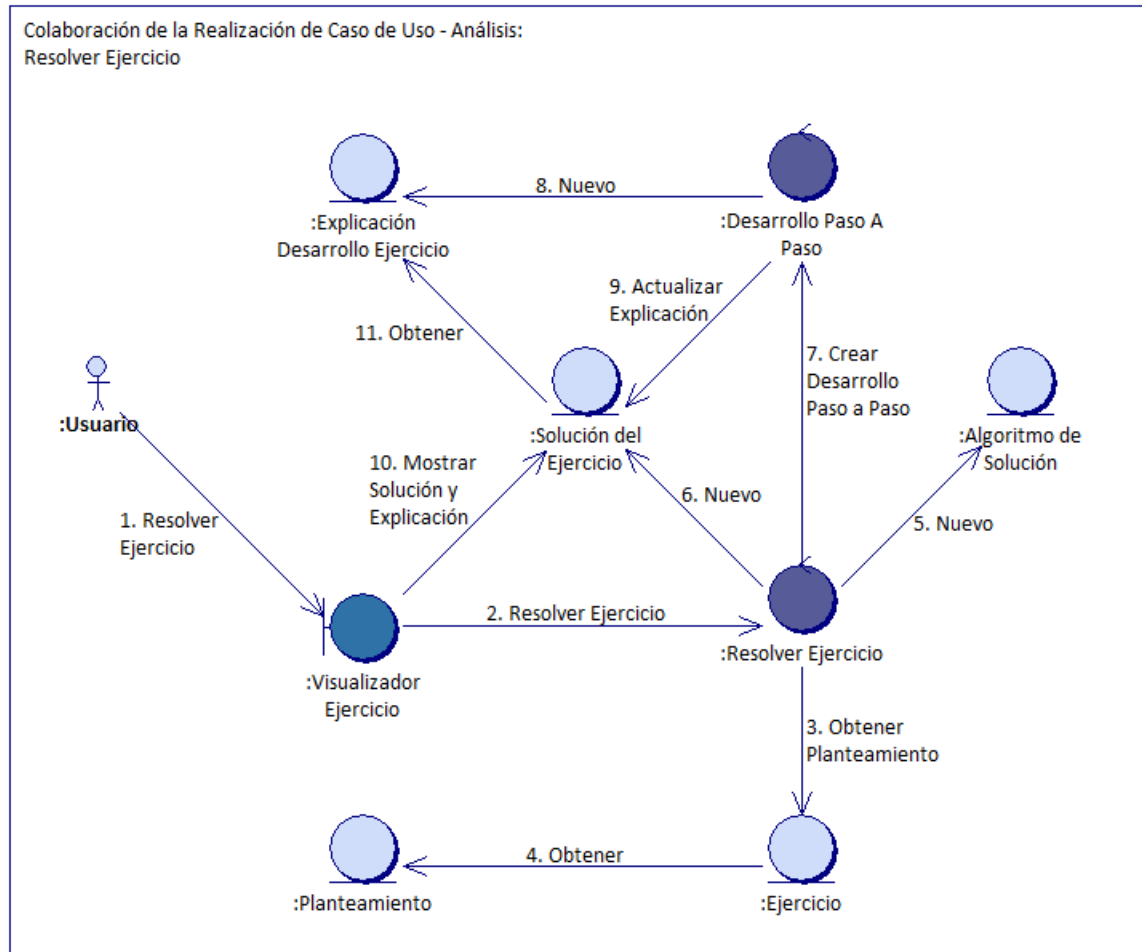 Colaboración de la Realización de Caso de Uso - Análisis:
Resolver Ejercicio
8. Nuevo
:Explicación
Desarrollo Ejercicio
:Desarrollo Paso A
Paso
9. Actualizar
Explicación
11. Obtener
7. Crear
Desarrollo
Paso a Paso
:Usuario
:Solución del
Ejercicio
:Algoritmo de
Solución
10. Mostrar
Solución y
Explicación
6. Nuevo
5. Nuevo
1. Resolver
Ejercicio
2. Resolver Ejercicio
:Visualizador
Ejercicio
:Resolver Ejercicio
3. Obtener
Planteamiento
4. Obtener
:Planteamiento
:Ejercicio